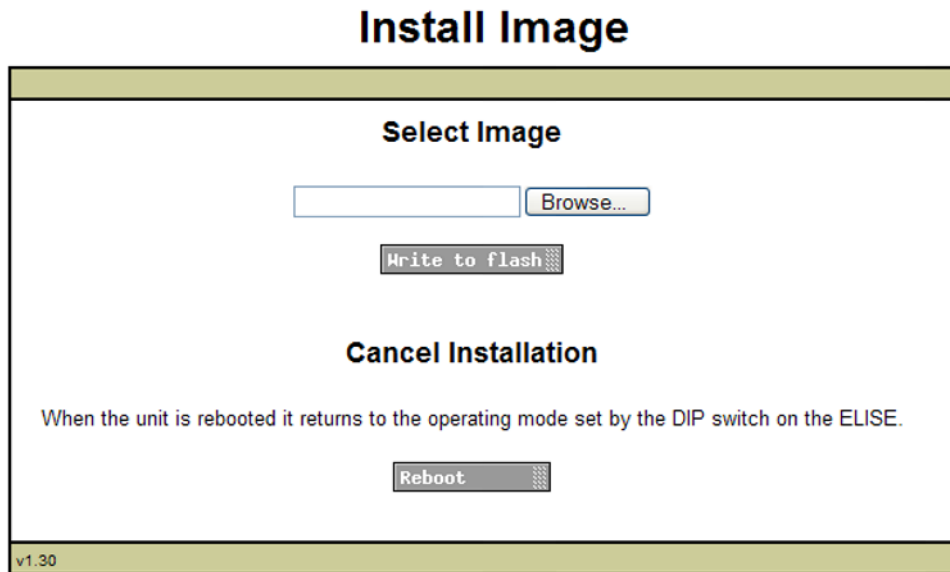 Install Image
Select Image
Browse...
Write to flash
Cancel Installation
When the unit is rebooted it returns to the operating mode set by the DIP switch on the ELISE.
Reboot
v1.30